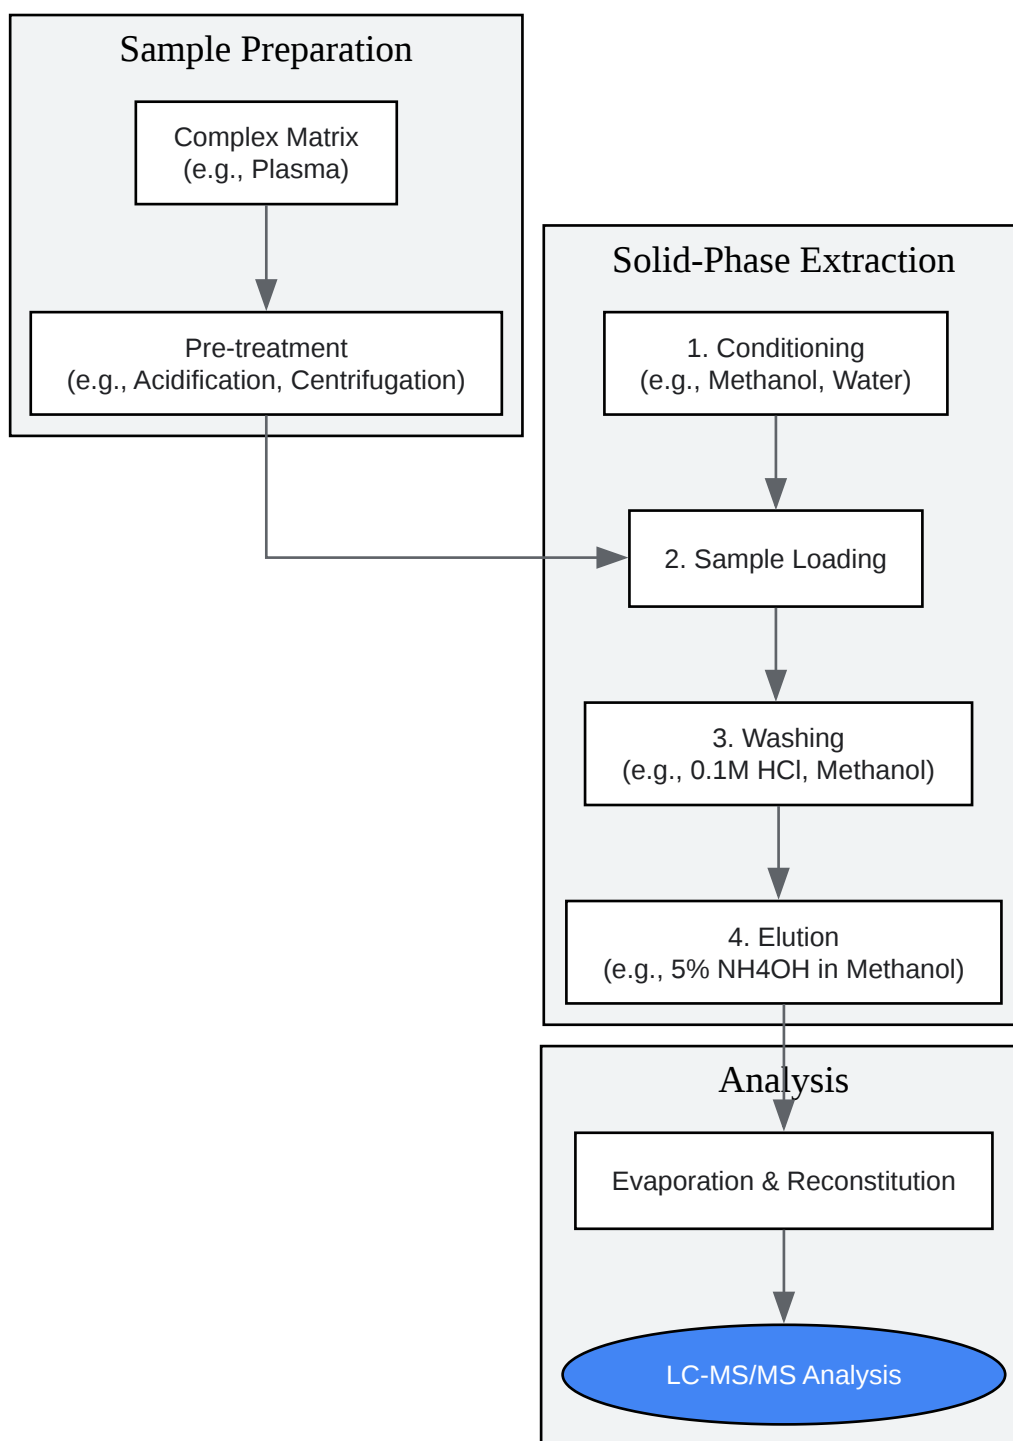 Sample Preparation
Complex Matrix
(e.g., Plasma)
Pre-treatment
(e.g., Acidification, Centrifugation)
Solid-Phase Extraction
1. Conditioning
(e.g., Methanol, Water)
2. Sample Loading
3. Washing
(e.g., 0.1M HCl, Methanol)
4. Elution
(e.g., 5% NH4OH in Methanol)
Analysis
Evaporation & Reconstitution
LC-MS/MS Analysis